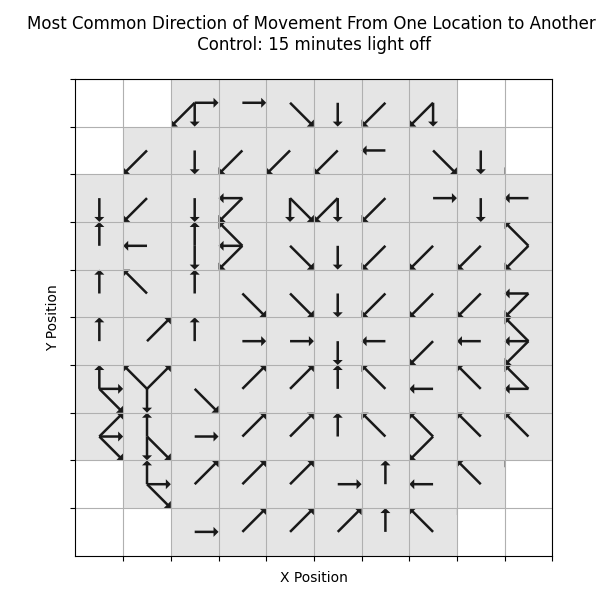 Most Common Direction of Movement From One Location to Another
Control: 15 minutes light off
Y Position
X Position